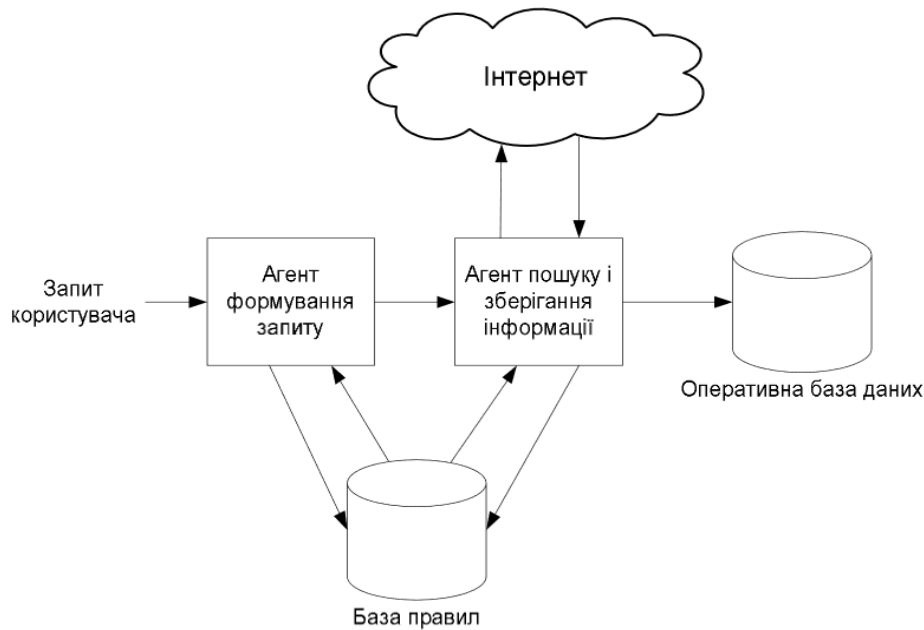 Інтернет
Запит
користувача
Агент
формування
запиту
Агент пошуку і
зберігання
інформації
Оперативна база даних
База правил